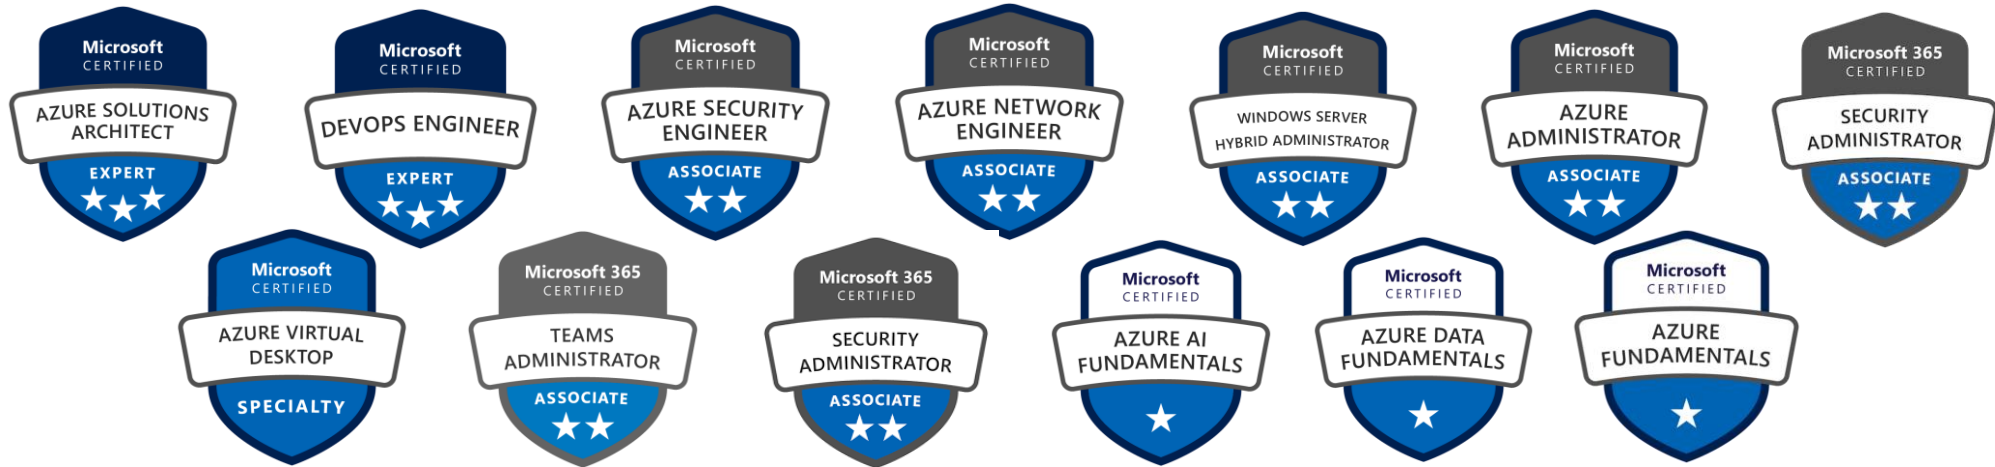 Microsoft
CERTIFIED
AZURE SOLUTIONS
ARCHITECT
EXPERT
Microsoft
CERTIFIED
DEVOPS ENGINEER
EXPERT
Microsoft
CERTIFIED
AZURE SECURITY
ENGINEER
ASSOCIATE
Microsoft
CERTIFIED
AZURE NETWORK
ENGINEER
ASSOCIATE
Microsoft
CERTIFIED
WINDOWS SERVER
HYBRID ADMINISTRATOR
ASSOCIATE
Microsoft
CERTIFIED
AZURE
ADMINISTRATOR
ASSOCIATE
Microsoft 365
CERTIFIED
SECURITY
ADMINISTRATOR
ASSOCIATE
Microsoft
CERTIFIED
AZURE VIRTUAL
DESKTOP
SPECIALTY
Microsoft 365
CERTIFIED
TEAMS
ADMINISTRATOR
ASSOCIATE
Microsoft 365
CERTIFIED
SECURITY
ADMINISTRATOR
ASSOCIATE
Microsoft
CERTIFIED
AZURE AI
FUNDAMENTALS
Microsoft
CERTIFIED
AZURE DATA
FUNDAMENTALS
Microsoft
CERTIFIED
AZURE
FUNDAMENTALS